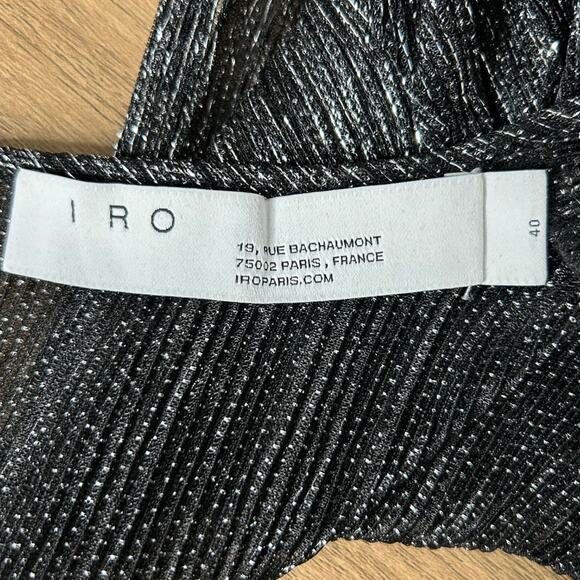 IRO
19, RUE BACHAUMONT
75002 PARIS , FRANCE
IROPARIS.COM
40